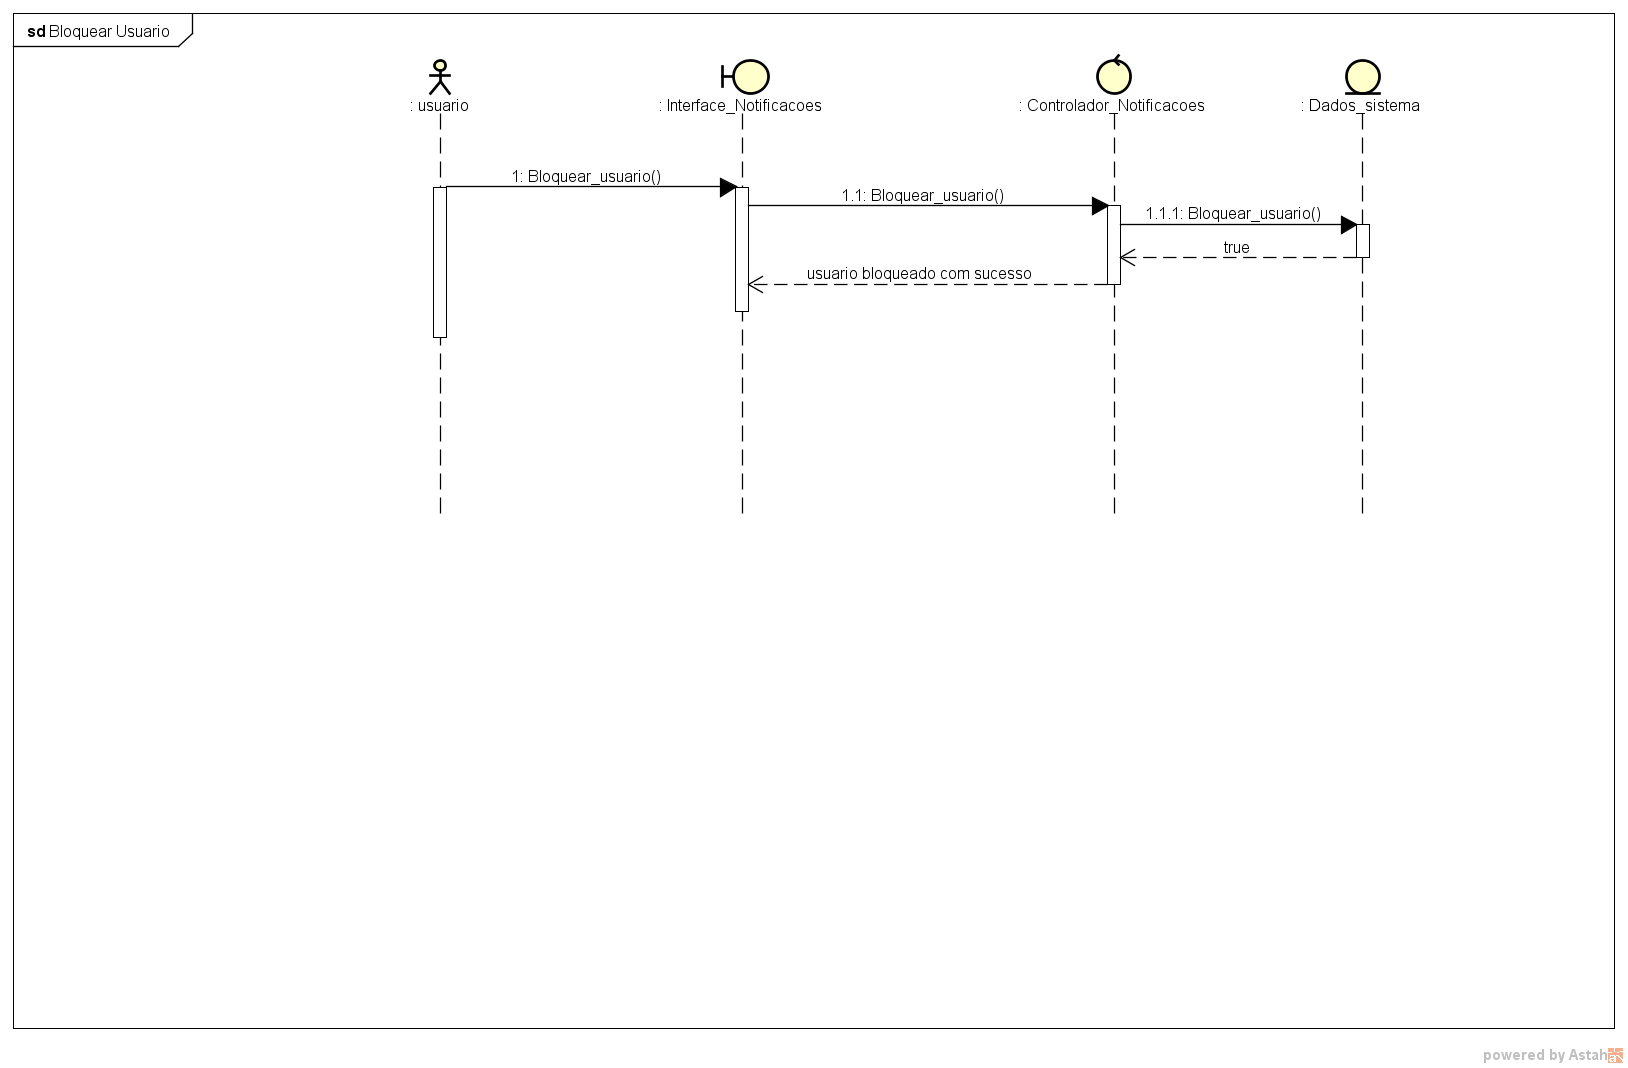 sd Bloquear Usuario
: usuario
: Interface_Notificacoes
: Controlador_Notificacoes
: Dados_sistema
1: Bloquear_usuario()
1.1: Bloquear_usuario()
1.1.1: Bloquear_usuario()
true
usuario bloqueado com sucesso
powered by Astah